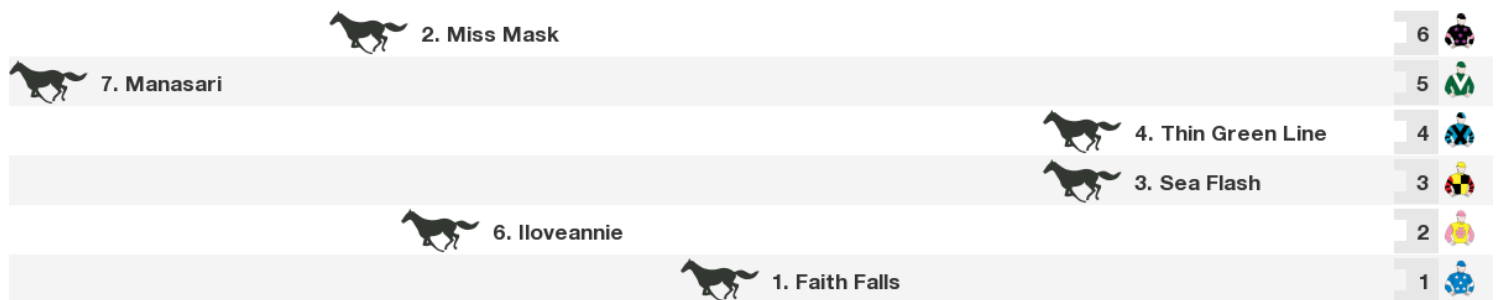 2. Miss Mask 6
7. Manasari 5
4. Thin Green Line 4
3. Sea Flash 3
6. Iloveannie 2
1. Faith Falls 1